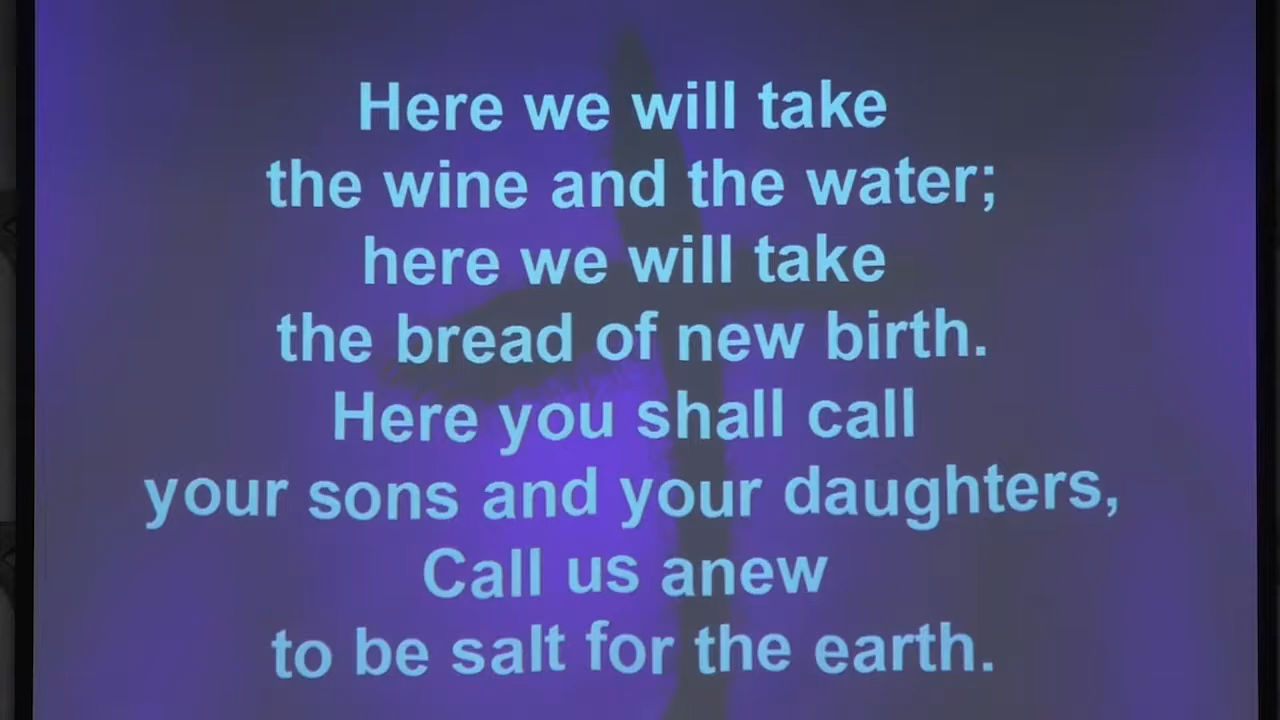 Here we will take
the wine and the water;
here we will take
the bread of new birth.
Here you shall call
your sons and your daughters,
Call us anew
to be salt for the earth.